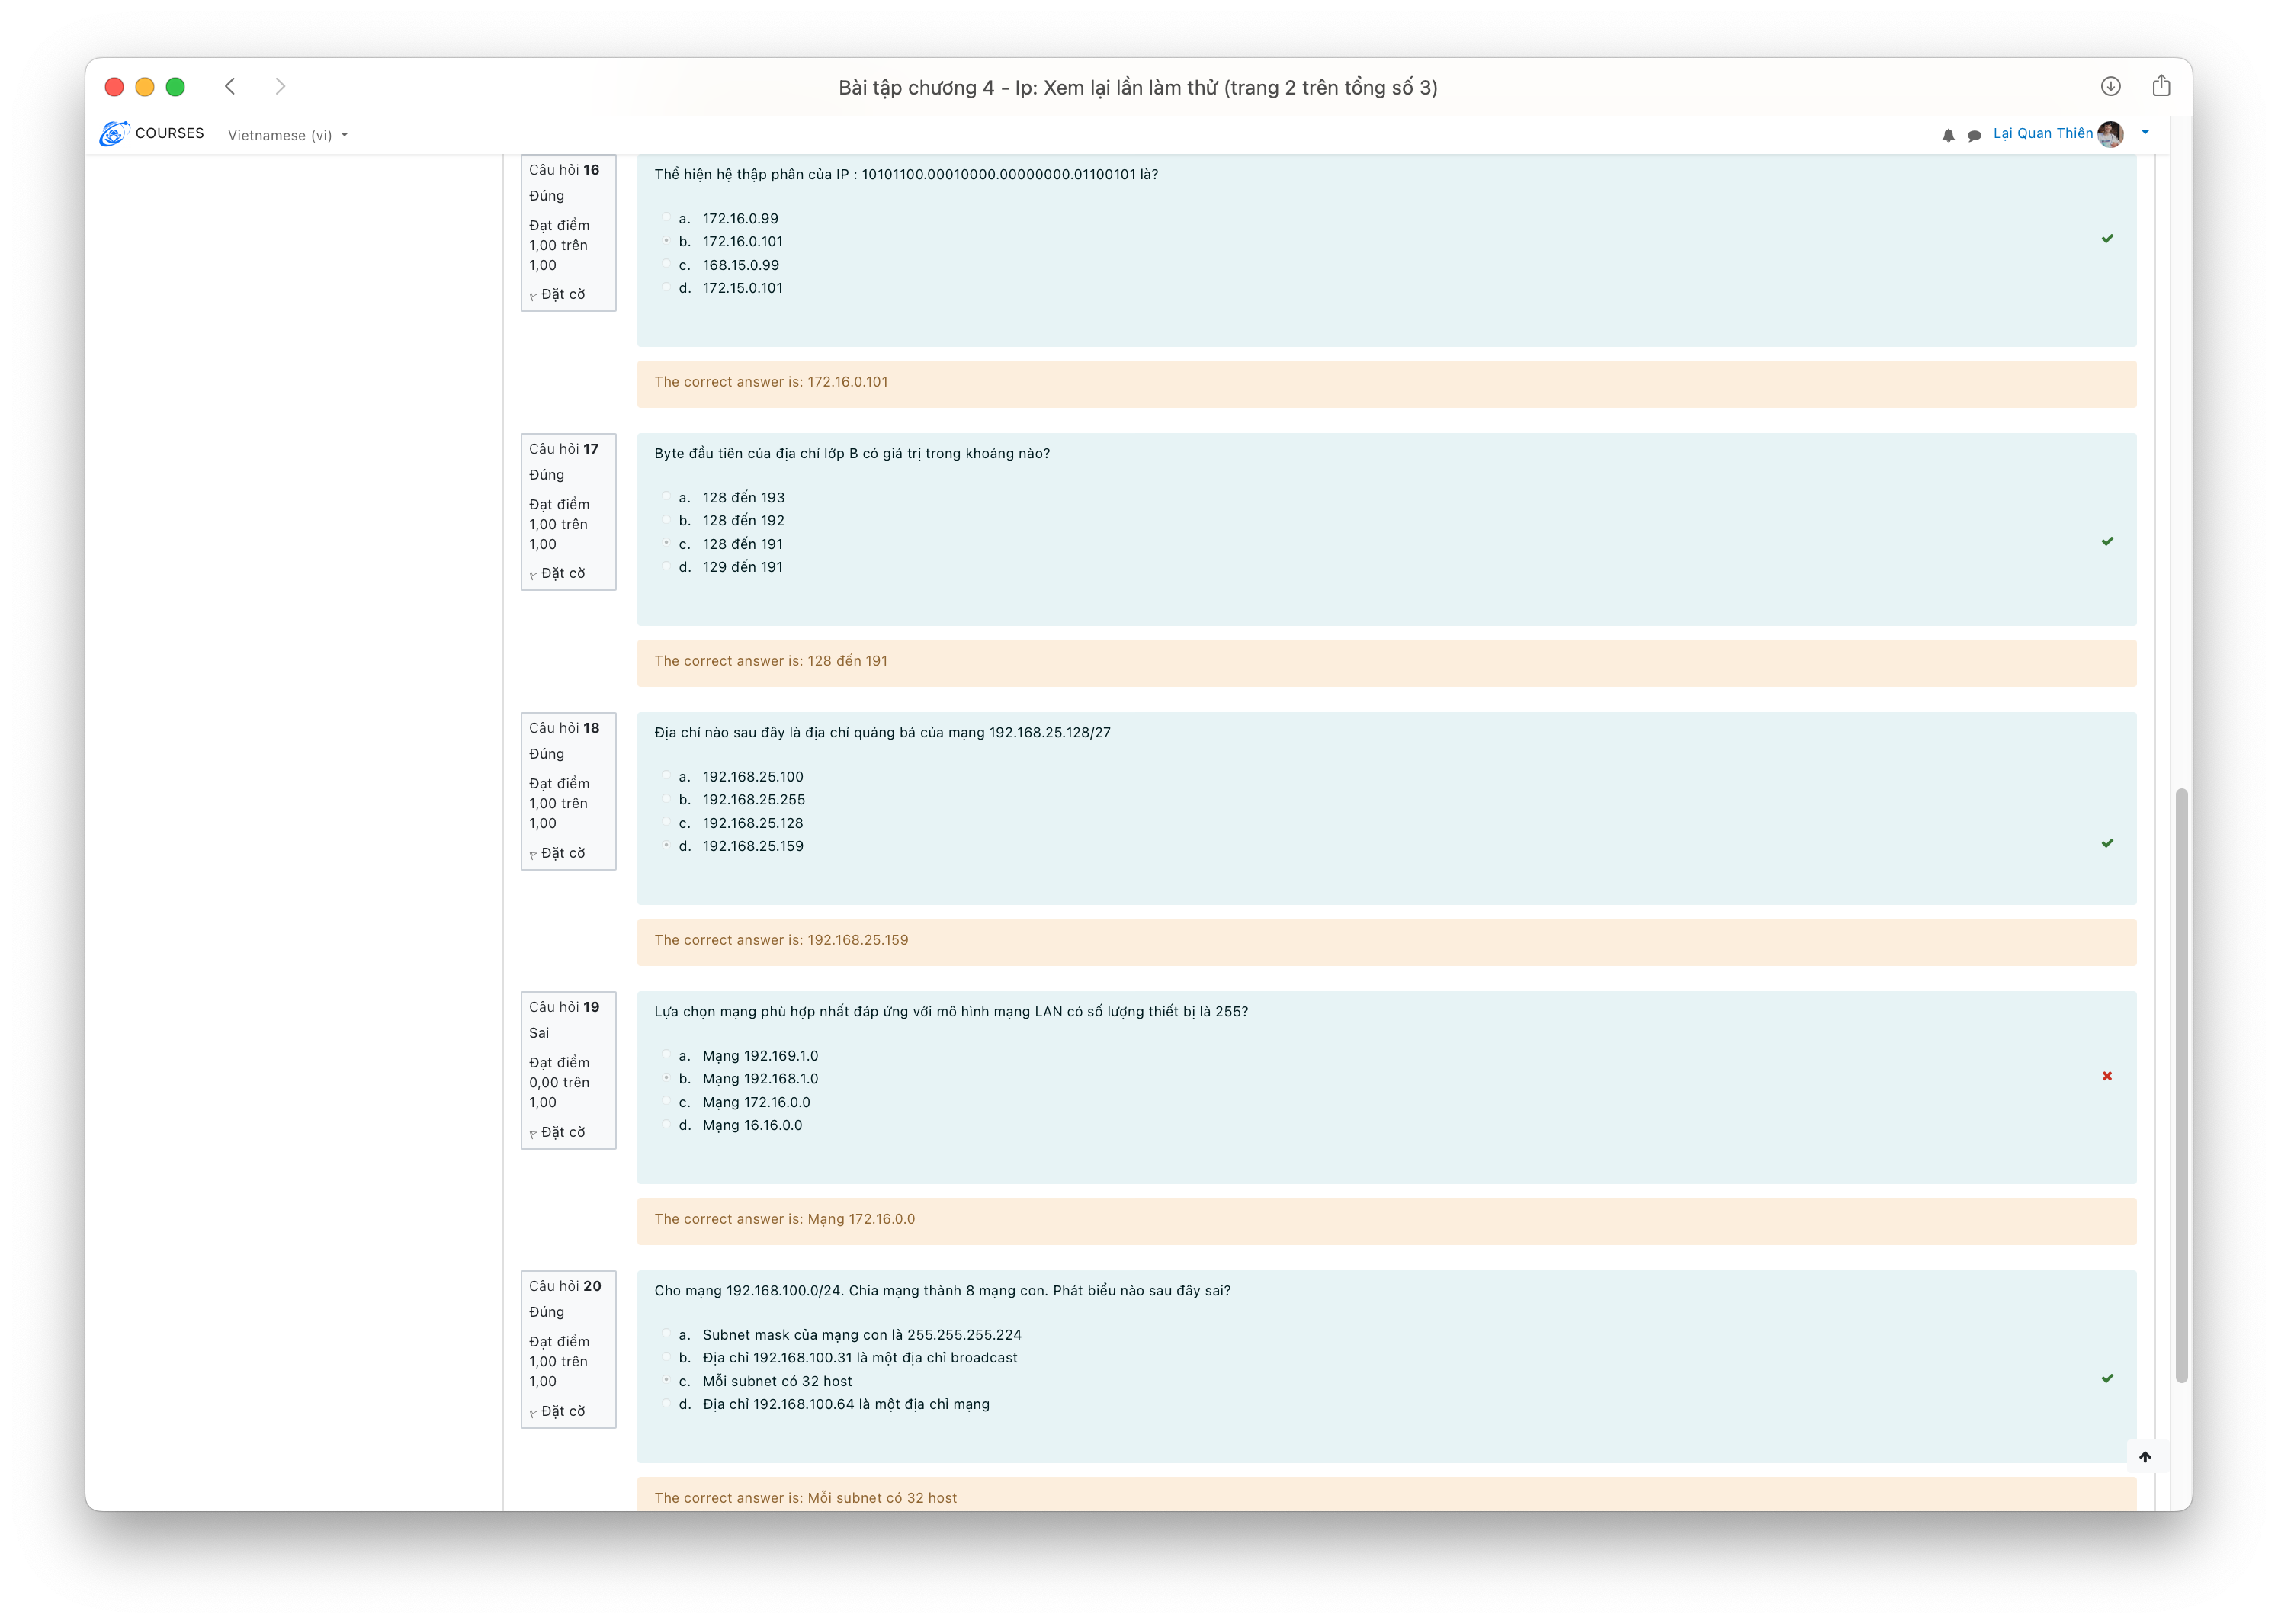 Bài tập chương 4 - Ip: Xem lại lần làm thử (trang 2 trên tổng số 3)
COURSES Vietnamese (vi)
Lại Quan Thiên
Câu hỏi 16
Đúng
Đạt điểm
1,00 trên
1,00
Đặt cờ
Thể hiện hệ thập phân của IP : 10101100.00010000.00000000.01100101 là?
a. 172.16.0.99
b. 172.16.0.101
c. 168.15.0.99
d. 172.15.0.101
The correct answer is: 172.16.0.101
Câu hỏi 17
Đúng
Đạt điểm
1,00 trên
1,00
Đặt cờ
Byte đầu tiên của địa chỉ lớp B có giá trị trong khoảng nào?
a. 128 đến 193
b. 128 đến 192
c. 128 đến 191
d. 129 đến 191
The correct answer is: 128 đến 191
Câu hỏi 18
Đúng
Đạt điểm
1,00 trên
1,00
Đặt cờ
Địa chỉ nào sau đây là địa chỉ quảng bá của mạng 192.168.25.128/27
a. 192.168.25.100
b. 192.168.25.255
c. 192.168.25.128
d. 192.168.25.159
The correct answer is: 192.168.25.159
Câu hỏi 19
Sai
Đạt điểm
0,00 trên
1,00
Đặt cờ
Lựa chọn mạng phù hợp nhất đáp ứng với mô hình mạng LAN có số lượng thiết bị là 255?
a. Mạng 192.169.1.0
b. Mạng 192.168.1.0
c. Mạng 172.16.0.0
d. Mạng 16.16.0.0
The correct answer is: Mạng 172.16.0.0
Câu hỏi 20
Đúng
Đạt điểm
1,00 trên
1,00
Đặt cờ
Cho mạng 192.168.100.0/24. Chia mạng thành 8 mạng con. Phát biểu nào sau đây sai?
a. Subnet mask của mạng con là 255.255.255.224
b. Địa chỉ 192.168.100.31 là một địa chỉ broadcast
c. Mỗi subnet có 32 host
d. Địa chỉ 192.168.100.64 là một địa chỉ mạng
The correct answer is: Mỗi subnet có 32 host